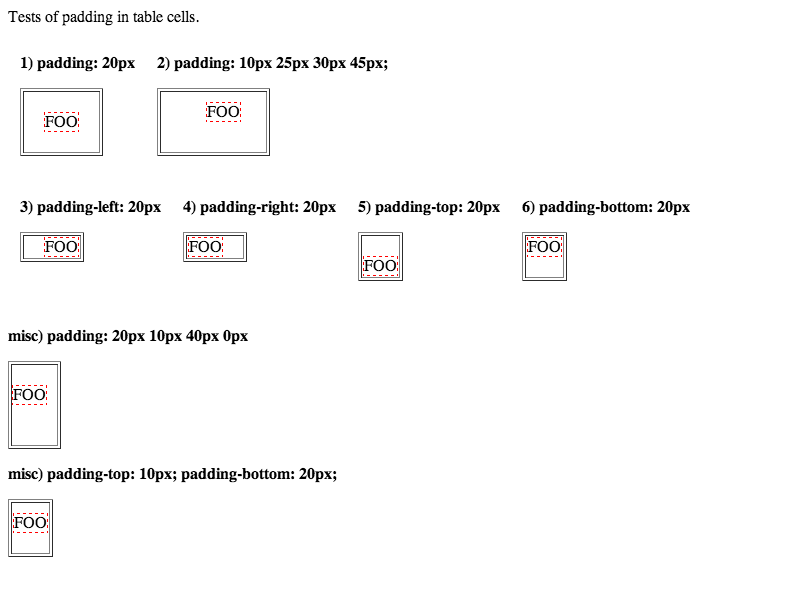 Tests of padding in table cells.
1) padding: 20px 2) padding: 10px 25px 30px 45px;
FOO FOO
3) padding-left: 20px 4) padding-right: 20px 5) padding-top: 20px 6) padding-bottom: 20px
FOO FOO FOO FOO
misc) padding: 20px 10px 40px 0px
FOO
misc) padding-top: 10px; padding-bottom: 20px;
FOO